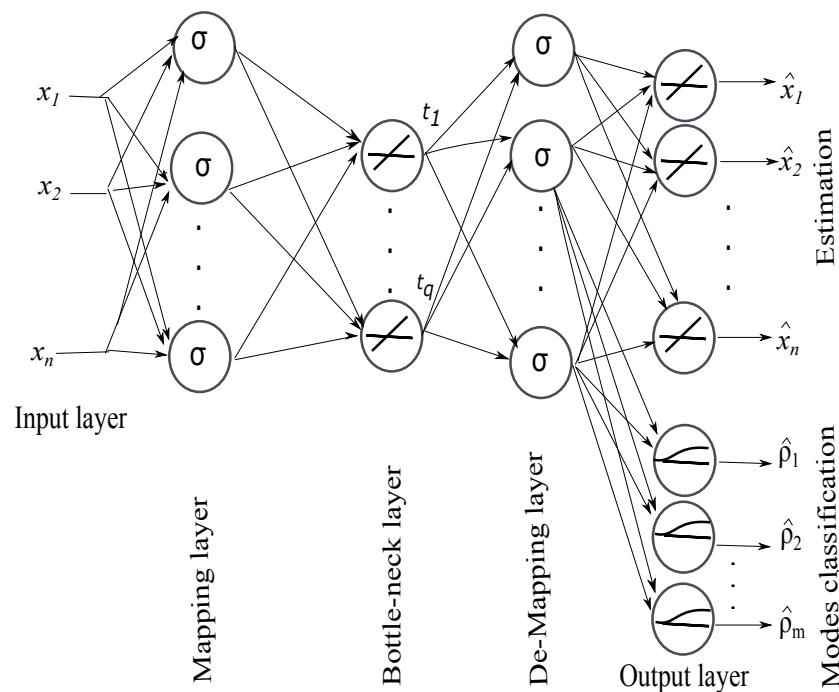 σ
σ
x1
t1
x̂1
σ
σ
x2
x̂2
Estimation
tq
σ
σ
xn
x̂n
Input layer
ρ̂1
ρ̂2
ρ̂m
Mapping layer
Bottle-neck layer
De-Mapping layer
Output layer
Modes classification